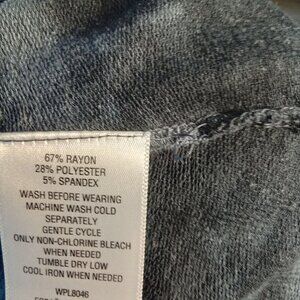 67% RAYON
28% POLYESTER
5% SPANDEX
WASH BEFORE WEARING
MACHINE WASH COLD
SEPARATELY
GENTLE CYCLE
ONLY NON-CHLORINE BLEACH
WHEN NEEDED
TUMBLE DRY LOW
COOL IRON WHEN NEEDED
WPL8046